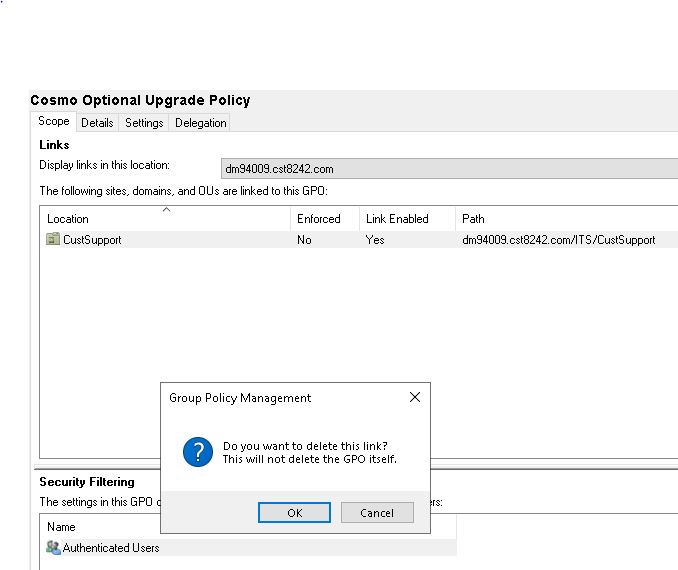 Cosmo Optional Upgrade Policy
Scope Details Settings Delegation
Links
Display links in this location: dm94009.cst8242.com
The following sites, domains, and OUs are linked to this GPO:
Location Enforced Link Enabled Path
CustSupport No Yes dm94009.cst8242.com/ITS/CustSupport
Group Policy Management
Do you want to delete this link?
This will not delete the GPO itself.
OK Cancel
Security Filtering
The settings in this GPO
Name
Authenticated Users